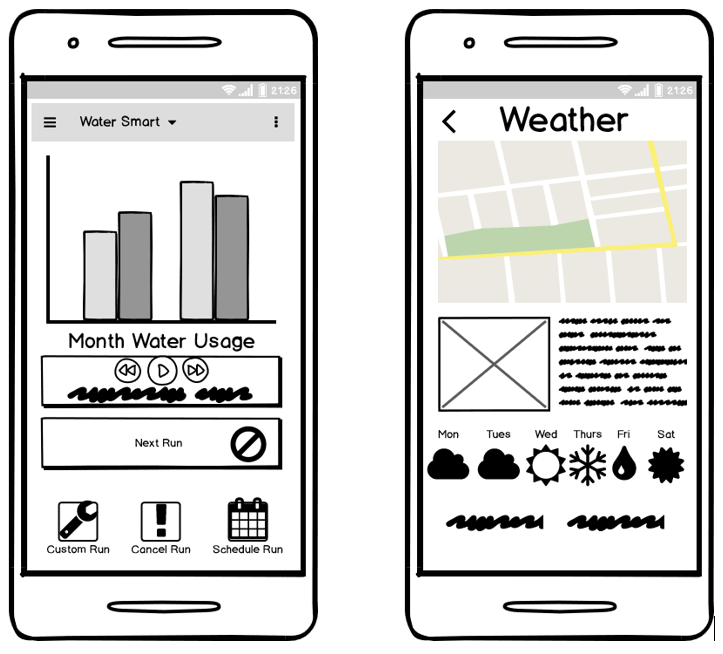 21:26
Water Smart
Month Water Usage
Next Run
Custom Run Cancel Run Schedule Run
21:26
Weather
Mon Tues Wed Thurs Fri Sat